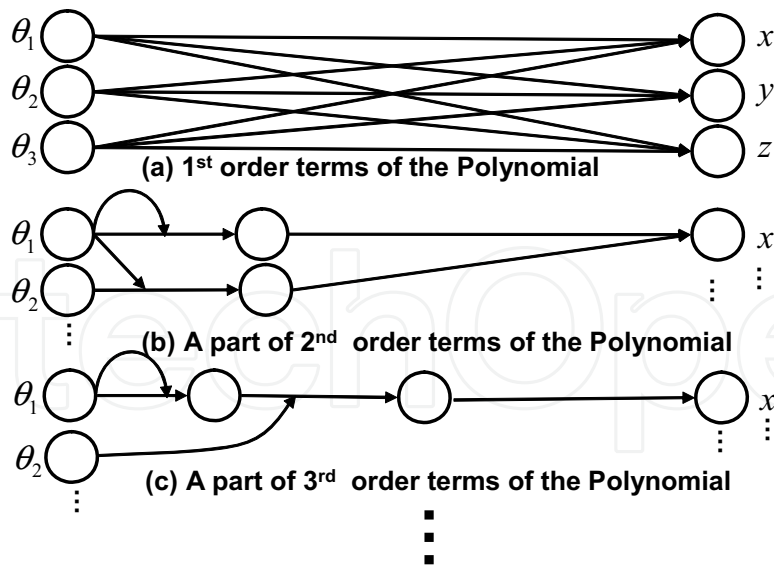 θ₁ x
θ₂ y
θ₃ z
(a) 1ˢᵗ order terms of the Polynomial
θ₁ x
θ₂
(b) A part of 2ⁿᵈ order terms of the Polynomial
θ₁ x
θ₂
(c) A part of 3ʳᵈ order terms of the Polynomial